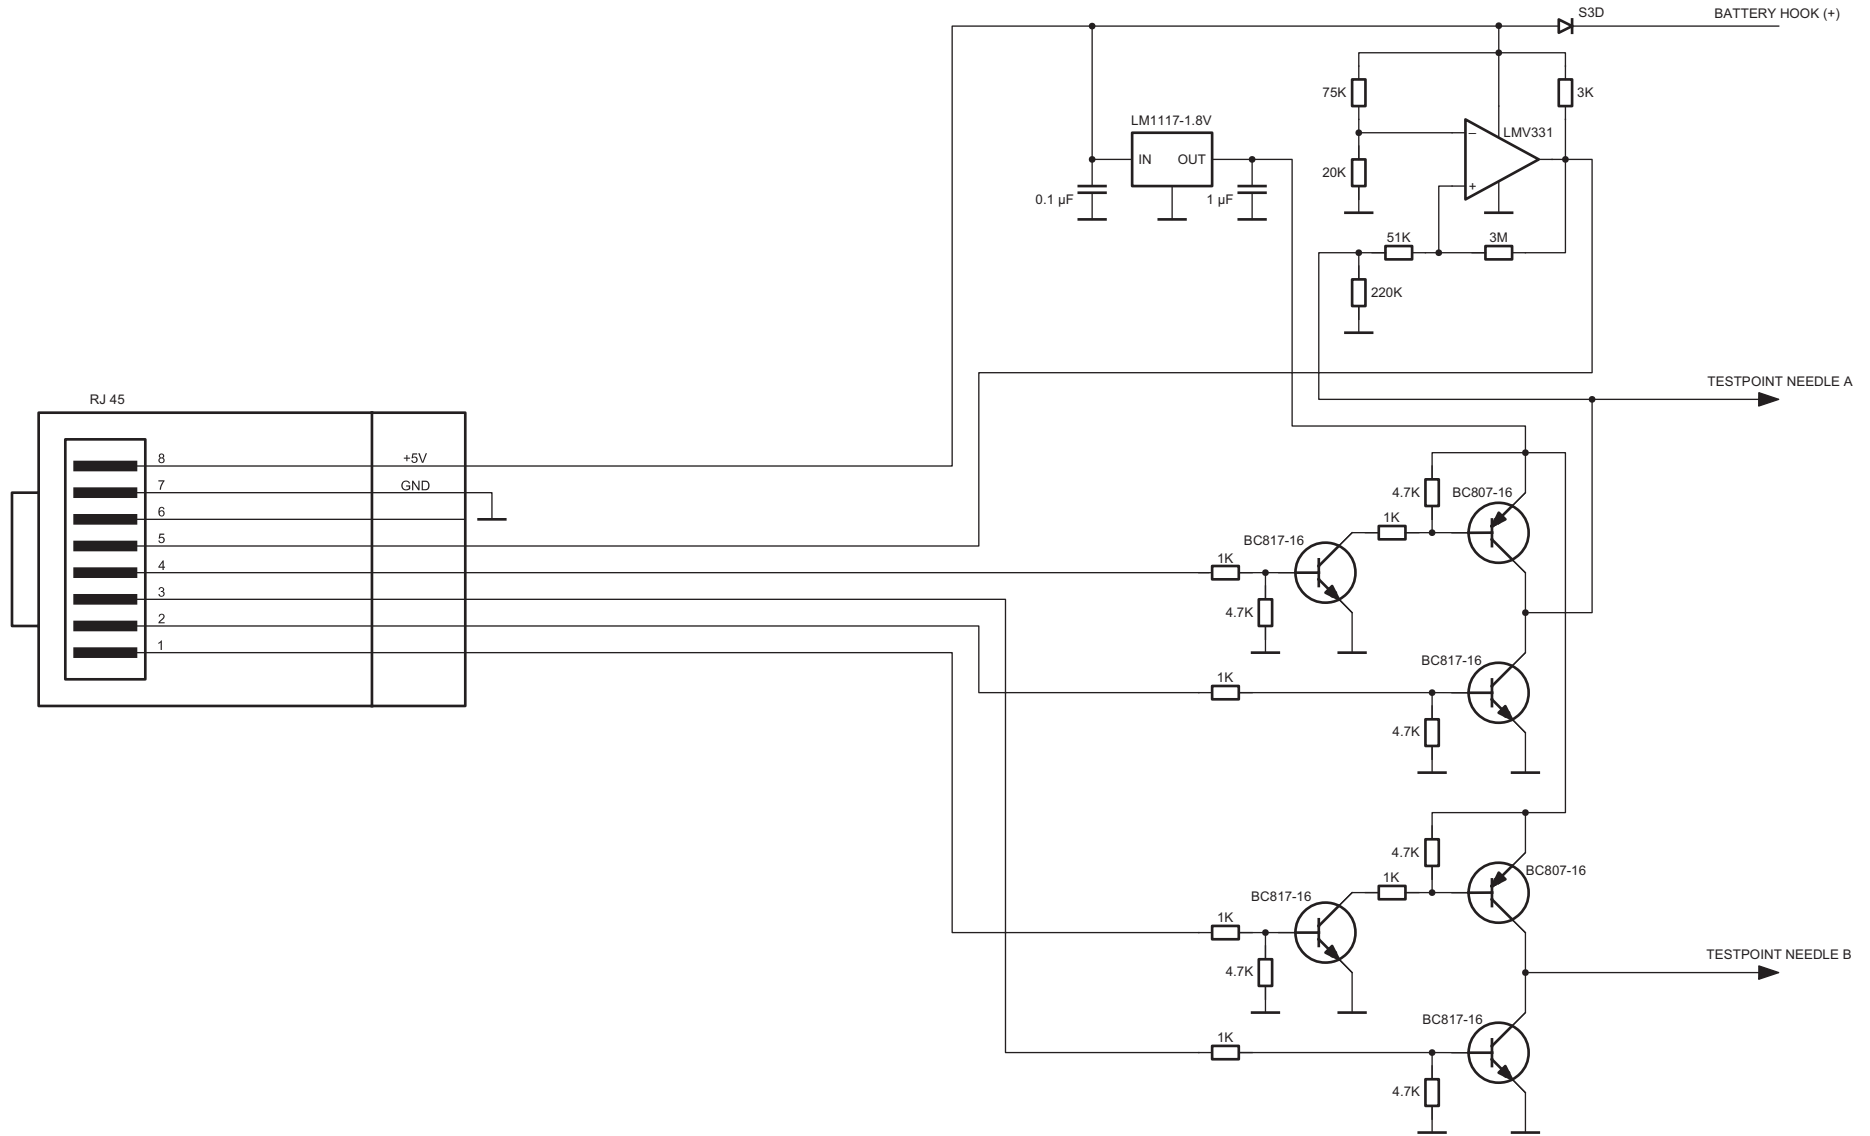 S3D
BATTERY HOOK (+)
75K
3K
LM1117-1.8V
LMV331
–
IN
OUT
20K
+
0.1 µF
1 µF
51K
3M
220K
TESTPOINT NEEDLE A
RJ 45
8
+5V
7
GND
6
5
4
3
2
1
4.7K
BC807-16
1K
BC817-16
1K
4.7K
BC817-16
1K
4.7K
4.7K
BC807-16
1K
BC817-16
1K
4.7K
TESTPOINT NEEDLE B
BC817-16
1K
4.7K